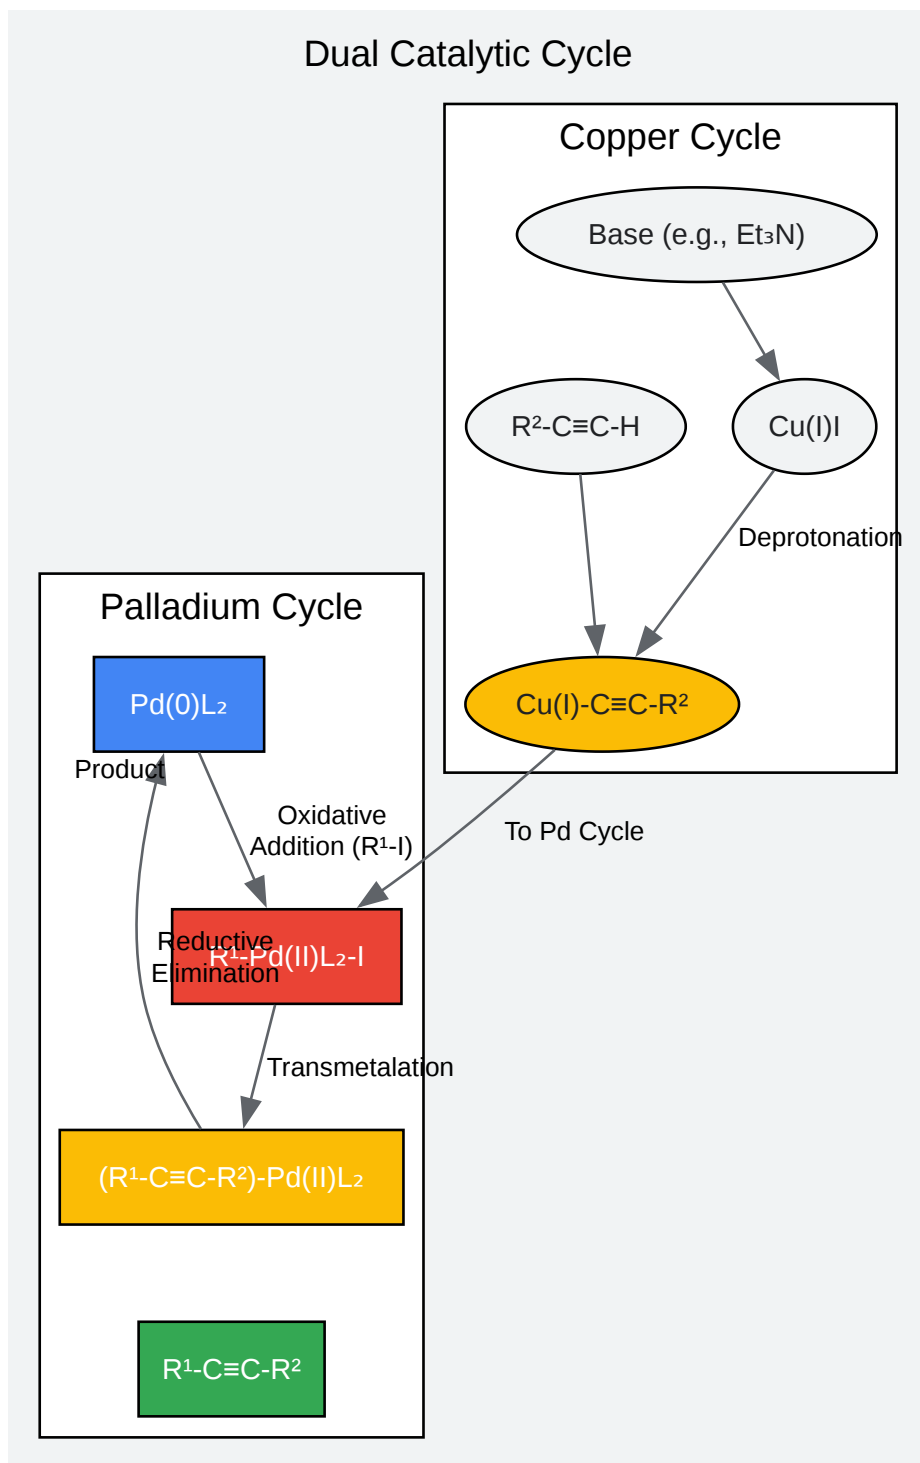 Dual Catalytic Cycle
Copper Cycle
Base (e.g., Et₃N)
R²-C≡C-H
Cu(I)I
Deprotonation
Cu(I)-C≡C-R²
To Pd Cycle
Palladium Cycle
Pd(0)L₂
Product
Oxidative
Addition (R¹-I)
Reductive
Elimination
R¹-Pd(II)L₂-I
Transmetalation
(R¹-C≡C-R²)-Pd(II)L₂
R¹-C≡C-R²